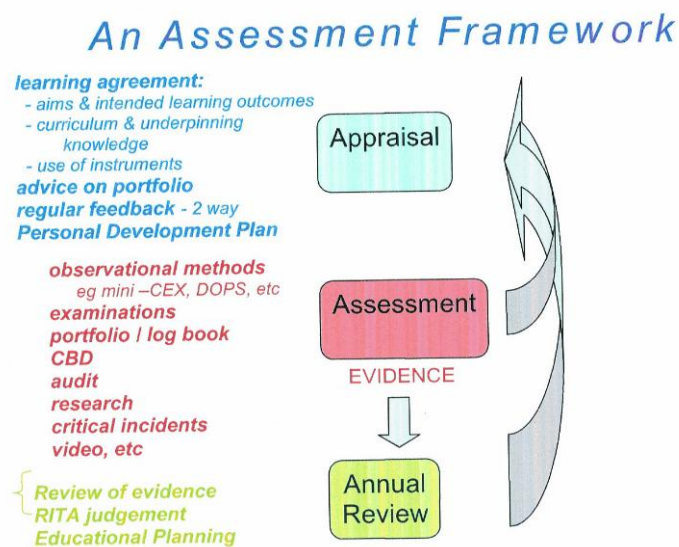 An Assessment Framework
learning agreement:
- aims & intended learning outcomes
- curriculum & underpinning
knowledge
- use of instruments
advice on portfolio
regular feedback - 2 way
Personal Development Plan
Appraisal
observational methods
eg mini –CEX, DOPS, etc
examinations
portfolio / log book
CBD
audit
research
critical incidents
video, etc
Assessment
EVIDENCE
Review of evidence
RITA judgement
Educational Planning
Annual
Review